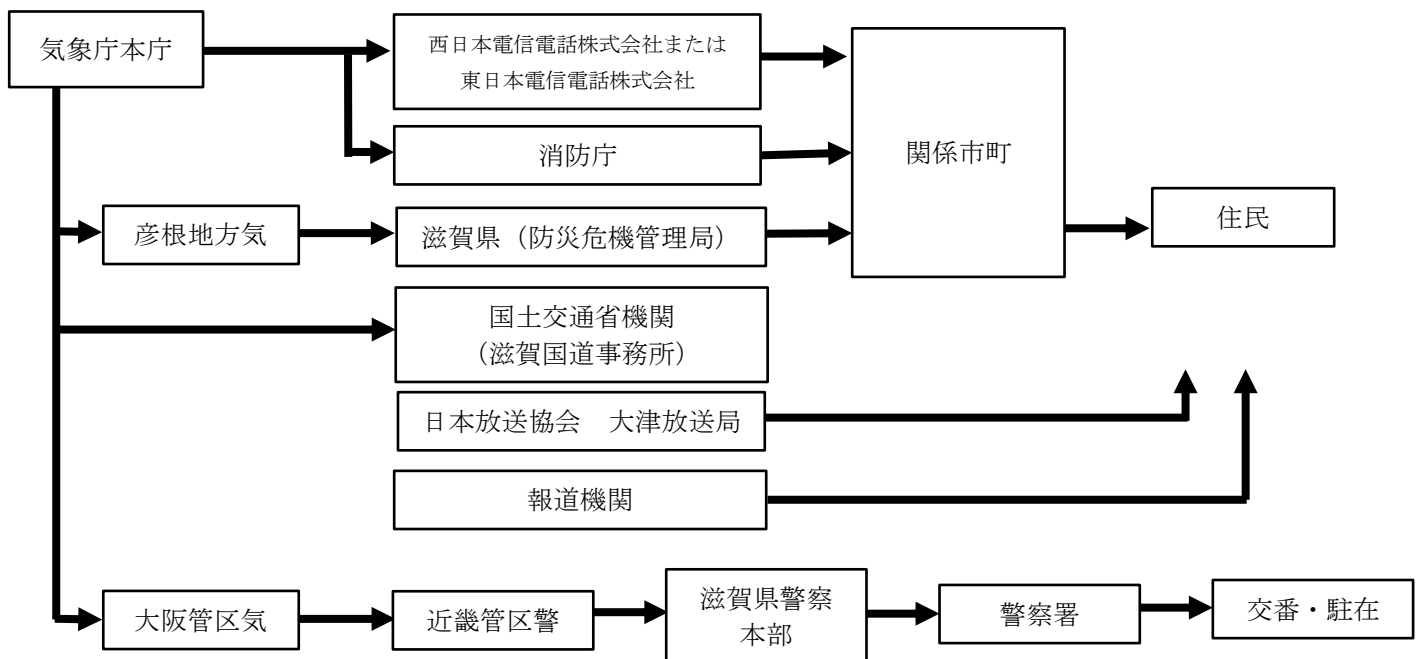 気象庁本庁
西日本電信電話株式会社または
東日本電信電話株式会社
消防庁
関係市町
住民
彦根地方気
滋賀県（防災危機管理局）
国土交通省機関
（滋賀国道事務所）
日本放送協会　大津放送局
報道機関
大阪管区気
近畿管区警
滋賀県警察
本部
警察署
交番・駐在